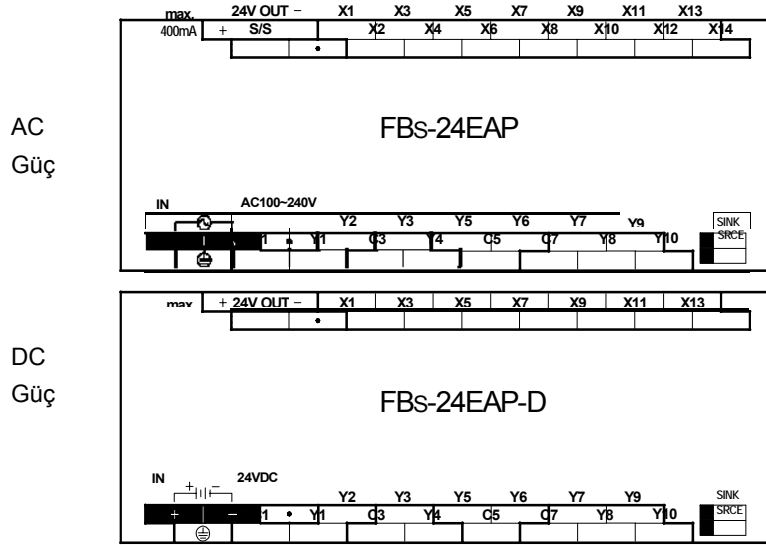 max. 24V OUT − X1 X3 X5 X7 X9 X11 X13
400mA + S/S X2 X4 X6 X8 X10 X12 X14
AC
Güç
FBs-24EAP
IN AC100~240V
Y2 Y3 Y5 Y6 Y7 Y9 SINK
1 Y1 C3 Y4 C5 C7 Y8 Y10 SRCE
max + 24V OUT − X1 X3 X5 X7 X9 X11 X13
DC
Güç
FBs-24EAP-D
IN + − 24VDC
Y2 Y3 Y5 Y6 Y7 Y9 SINK
+ − 1 Y1 C3 Y4 C5 C7 Y8 Y10 SRCE